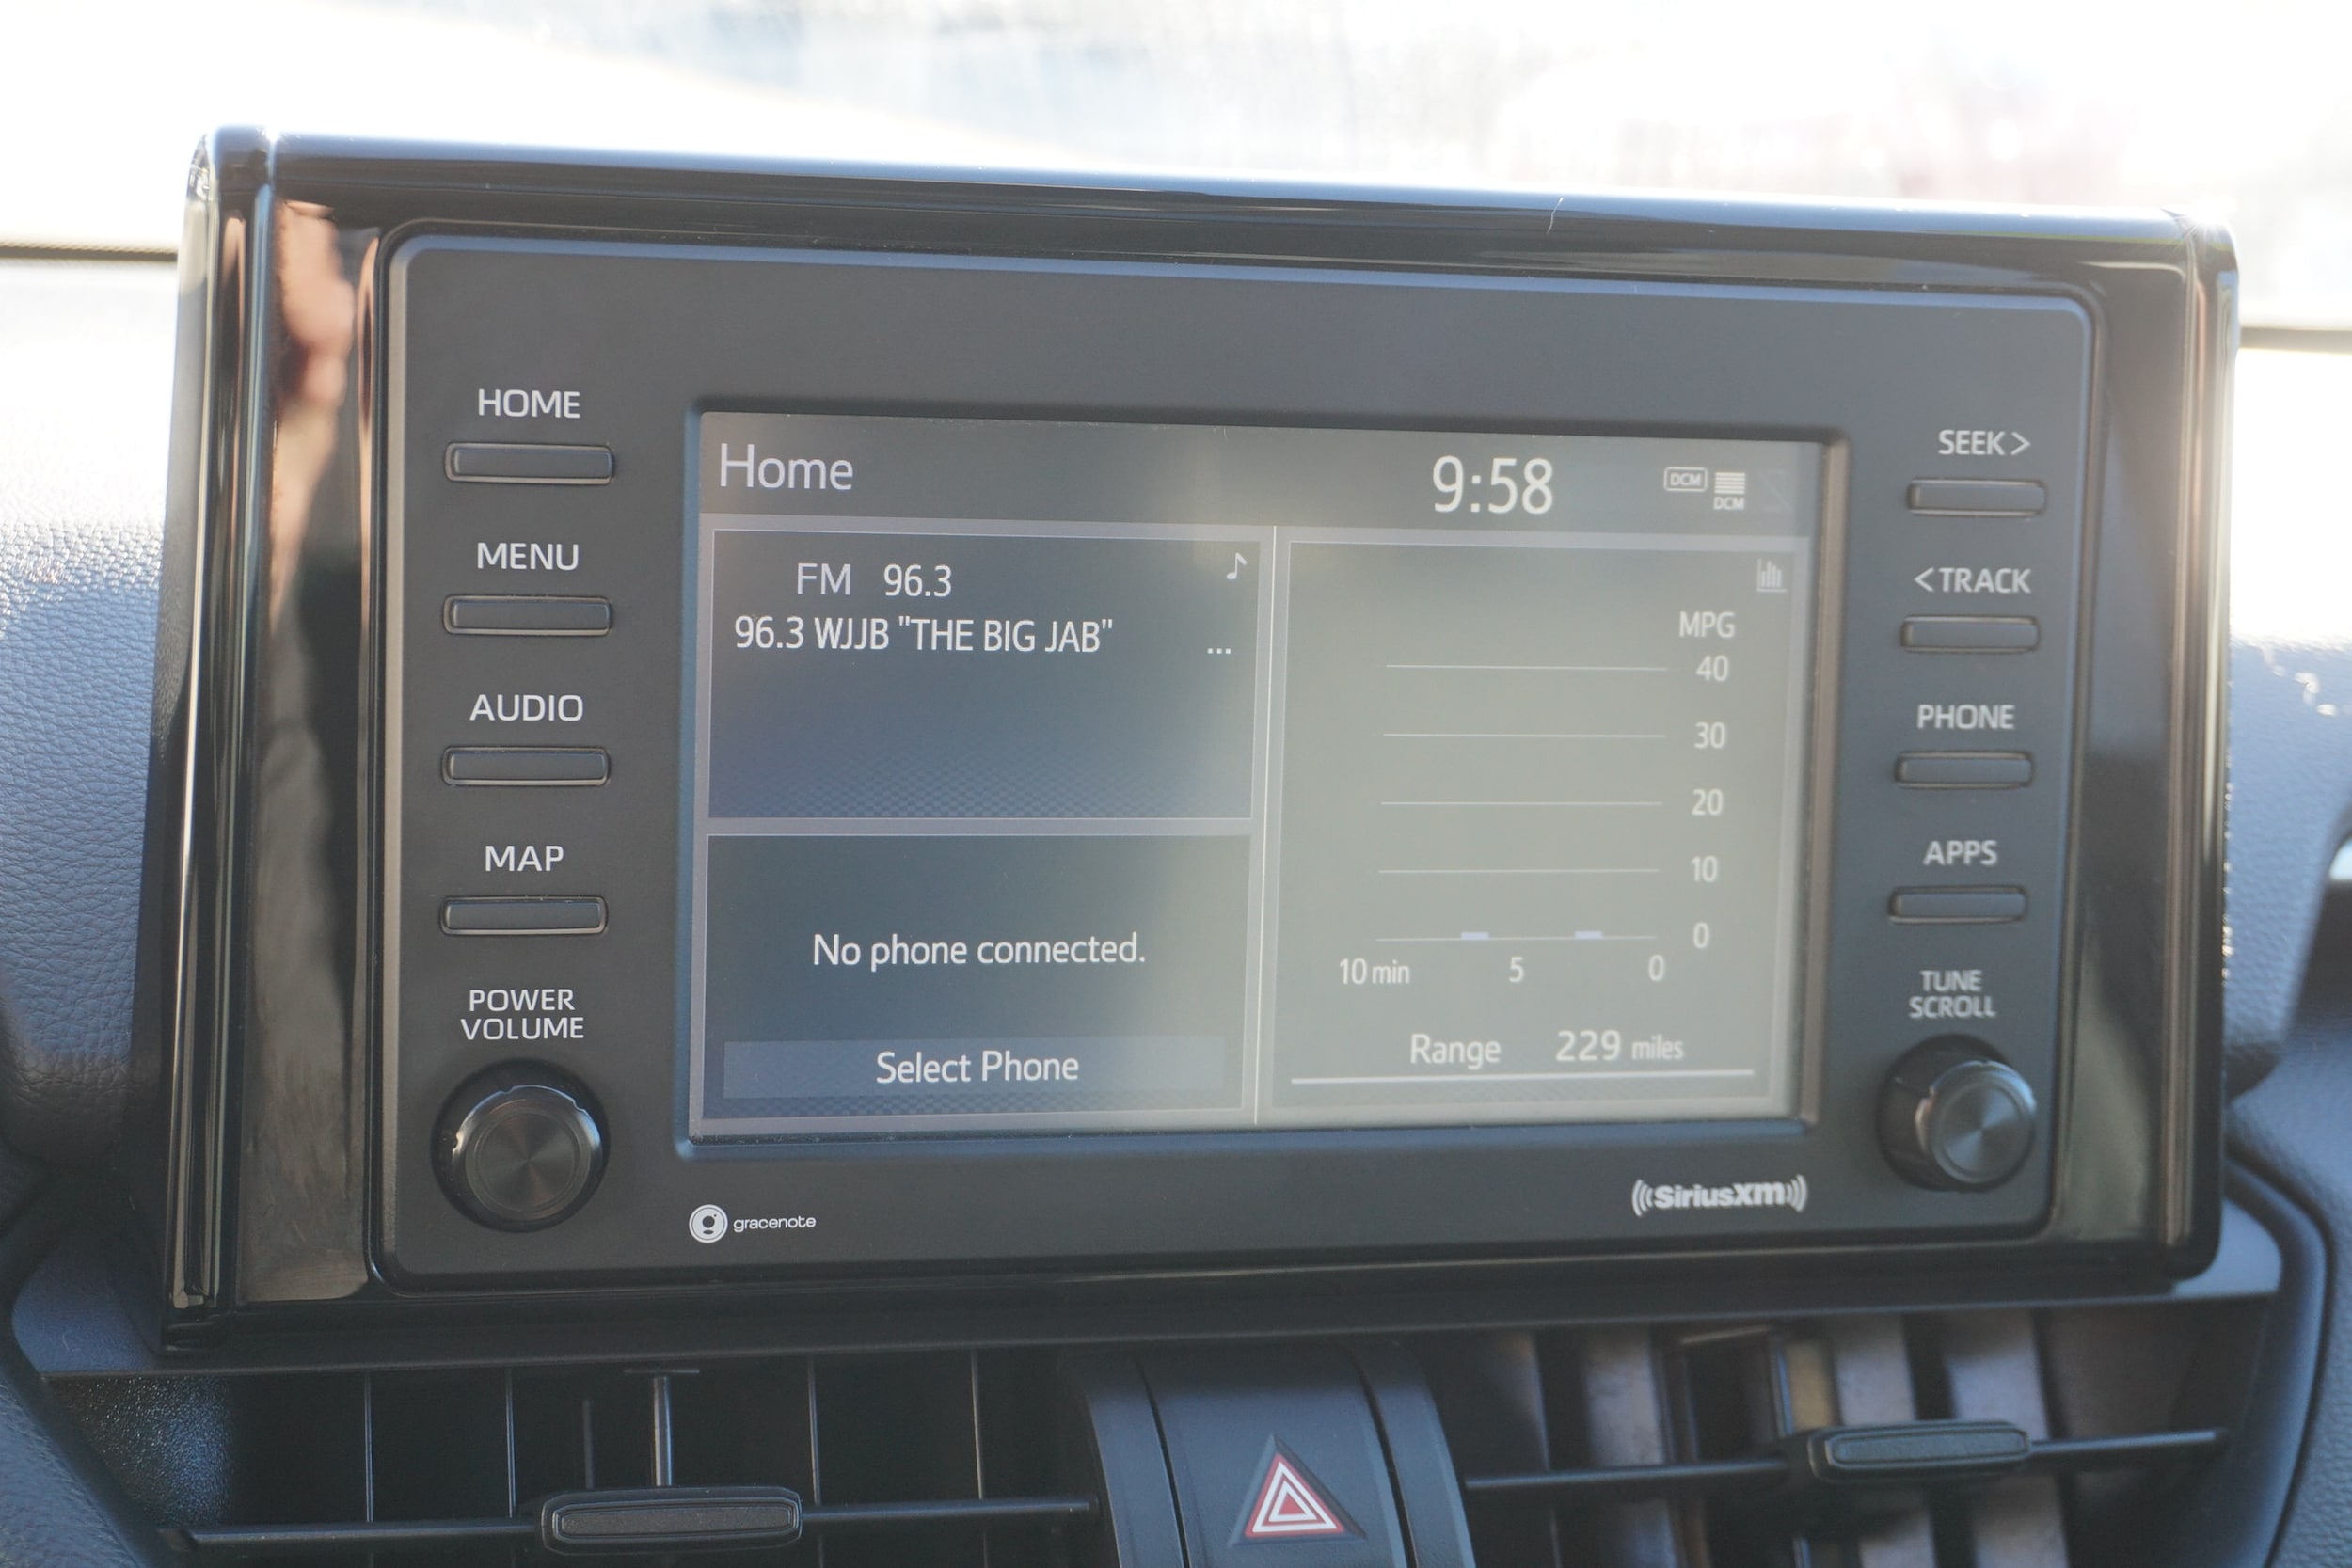 HOME
MENU
AUDIO
MAP
POWER
VOLUME
Home
9:58
DCM
DCM
FM 96.3
96.3 WJJB "THE BIG JAB"
...
No phone connected.
Select Phone
MPG
40
30
20
10
0
10 min 5 0
Range 229 miles
SEEK >
< TRACK
PHONE
APPS
TUNE
SCROLL
gracenote
((SiriusXM))